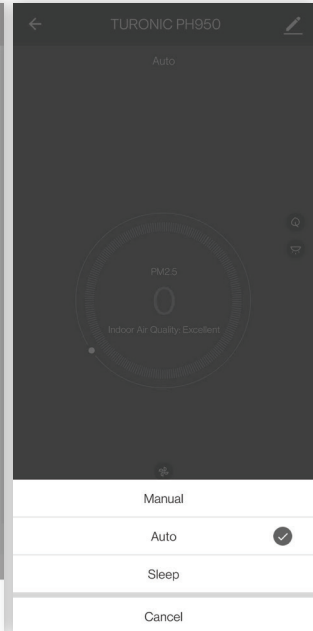 TURONIC PH950
Auto
PM2.5
0
Indoor Air Quality: Excellent
Manual
Auto
Sleep
Cancel